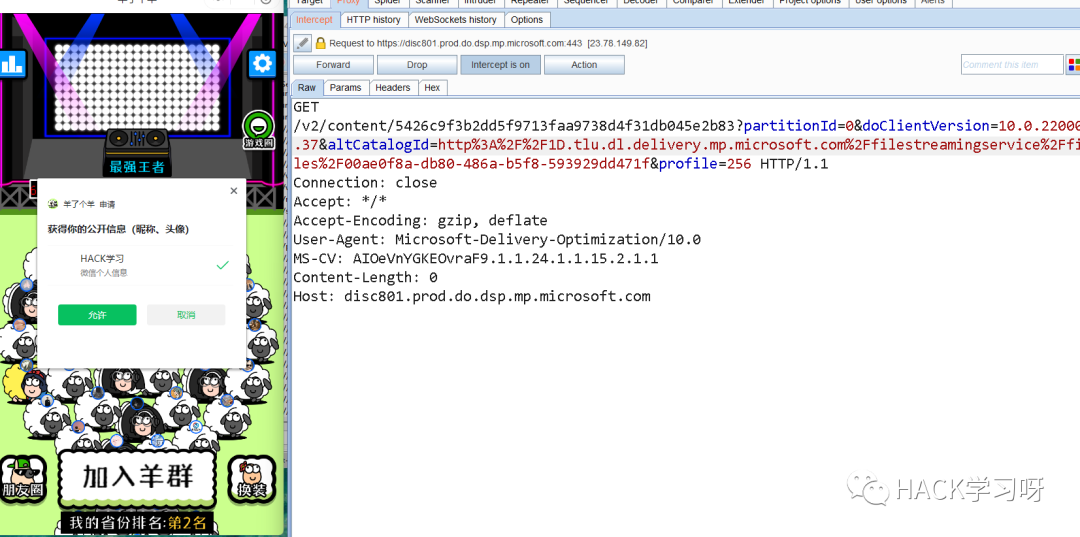 最强王者
游戏圈
羊了个羊 申请
获得你的公开信息（昵称、头像）
HACK学习
微信个人信息
允许 取消
朋友圈
加入羊群
换装
我的省份排名:第2名
Target Proxy Spider Scanner Intruder Repeater Sequencer Decoder Comparer Extender Project options User options Alerts
Intercept HTTP history WebSockets history Options
Request to https://disc801.prod.do.dsp.mp.microsoft.com:443 [23.78.149.82]
Forward Drop Intercept is on Action Comment this item
Raw Params Headers Hex
GET
/v2/content/5426c9f3b2dd5f9713faa9738d4f31db045e2b83?partitionId=0&doClientVersion=10.0.22000
.37&altCatalogId=http%3A%2F%2F1D.tlu.dl.delivery.mp.microsoft.com%2Ffilestreamingservice%2Ffi
les%2F00ae0f8a-db80-486a-b5f8-593929dd471f&profile=256 HTTP/1.1
Connection: close
Accept: */*
Accept-Encoding: gzip, deflate
User-Agent: Microsoft-Delivery-Optimization/10.0
MS-CV: AIOeVnYGKEOvraF9.1.1.24.1.1.15.2.1.1
Content-Length: 0
Host: disc801.prod.do.dsp.mp.microsoft.com
HACK学习呀